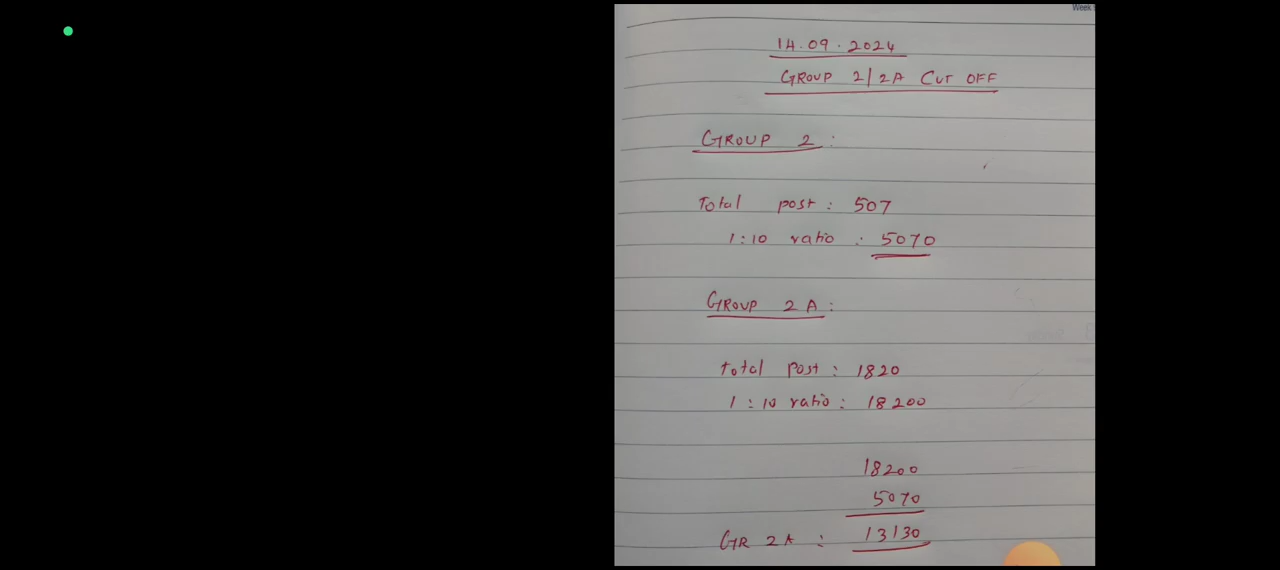 Week
14.09.2024
GROUP 2/2A CUT OFF
GROUP 2 :
Total post : 507
1:10 ratio : 5070
GROUP 2A :
Total post : 1820
1:10 ratio : 18200
18200
5070
GR 2A : 13130